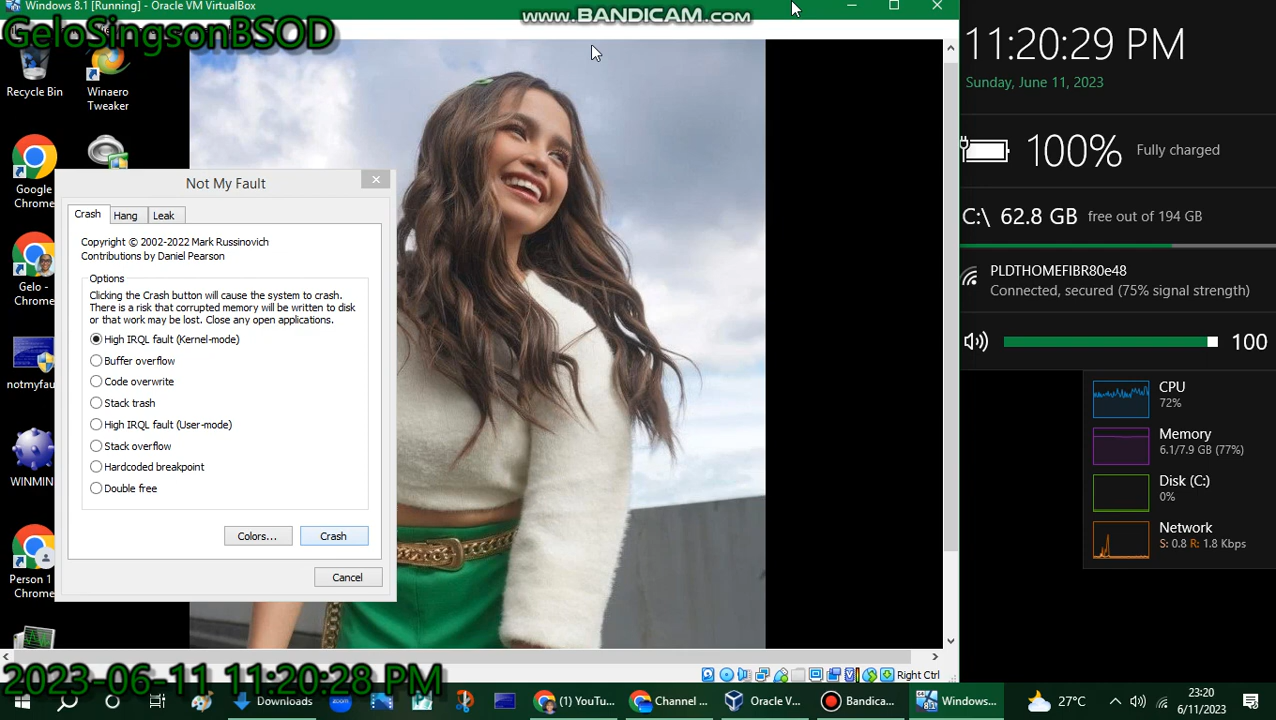 Windows 8.1 [Running] - Oracle VM VirtualBox
www.BANDICAM.com
GeloSingsonBSOD
Recycle Bin
Winaero
Tweaker
Google
Chrome
Gelo -
Chrome
notmyfau
WINMIN
Person 1
Chrome
Not My Fault
Crash
Hang
Leak
Copyright © 2002-2022 Mark Russinovich
Contributions by Daniel Pearson
Options
Clicking the Crash button will cause the system to crash.
There is a risk that corrupted memory will be written to disk
or that work may be lost. Close any open applications.
High IRQL fault (Kernel-mode)
Buffer overflow
Code overwrite
Stack trash
High IRQL fault (User-mode)
Stack overflow
Hardcoded breakpoint
Double free
Colors...
Crash
Cancel
11:20:29 PM
Sunday, June 11, 2023
100%
Fully charged
C:\ 62.8 GB free out of 194 GB
PLDTHOMEFIBR80e48
Connected, secured (75% signal strength)
100
CPU
72%
Memory
6.1/7.9 GB (77%)
Disk (C:)
0%
Network
S: 0.8 R: 1.8 Kbps
Right Ctrl
2023-06-11 11:20:28 PM
Downloads
zoom
(1) YouTu...
Channel ...
Oracle V...
Bandica...
Windows...
27°C
6/11/2023